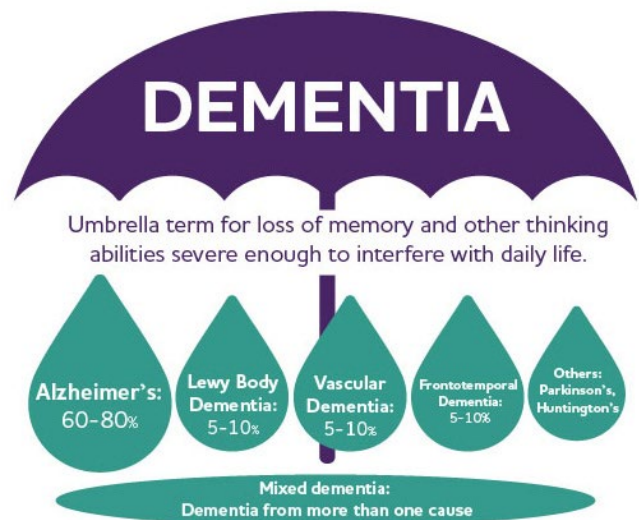 DEMENTIA
Umbrella term for loss of memory and other thinking
abilities severe enough to interfere with daily life.
Alzheimer's:
60-80%
Lewy Body
Dementia:
5-10%
Vascular
Dementia:
5-10%
Frontotemporal
Dementia:
5-10%
Others:
Parkinson's,
Huntington's
Mixed dementia:
Dementia from more than one cause